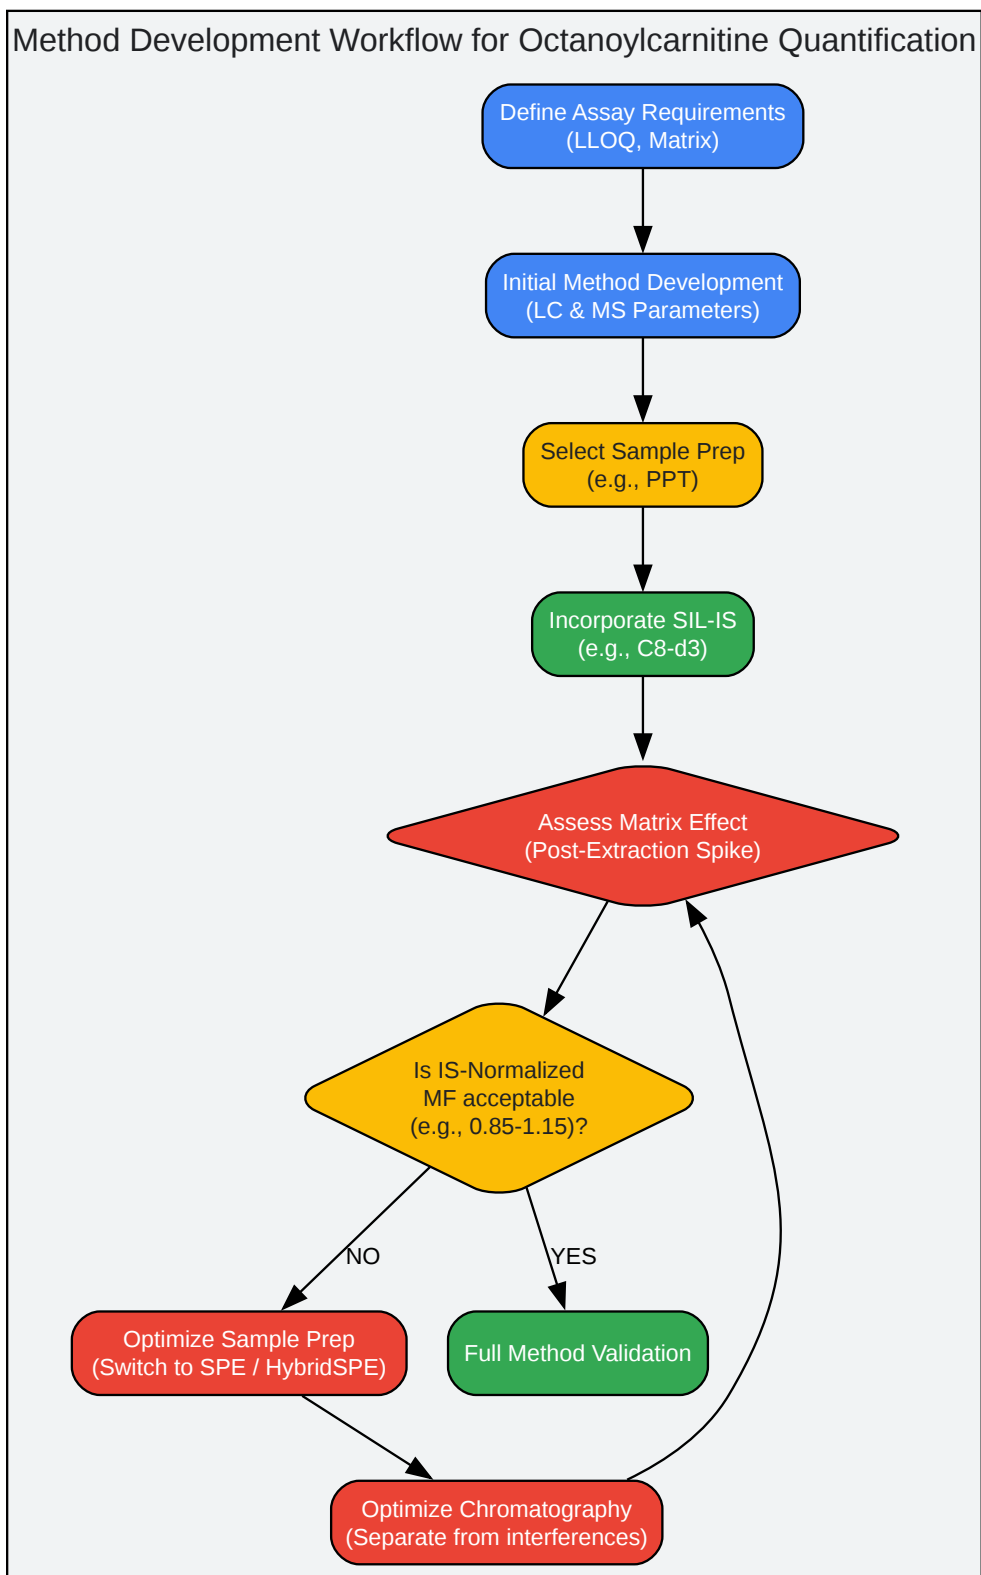 Method Development Workflow for Octanoylcarnitine Quantification
Define Assay Requirements
(LLOQ, Matrix)
Initial Method Development
(LC & MS Parameters)
Select Sample Prep
(e.g., PPT)
Incorporate SIL-IS
(e.g., C8-d3)
Assess Matrix Effect
(Post-Extraction Spike)
Is IS-Normalized
MF acceptable
(e.g., 0.85-1.15)?
NO
YES
Optimize Sample Prep
(Switch to SPE / HybridSPE)
Full Method Validation
Optimize Chromatography
(Separate from interferences)